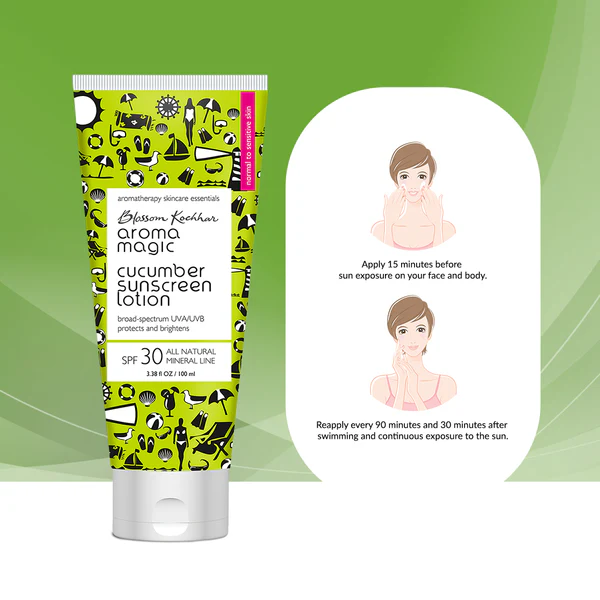 normal to sensitive skin
aromatherapy skincare essentials
Blossom Kochhar
aroma
magic
cucumber
sunscreen
lotion
broad-spectrum UVA/UVB
protects and brightens
SPF 30 ALL NATURAL
MINERAL LINE
3.38 fl OZ / 100 ml
Apply 15 minutes before
sun exposure on your face and body.
Reapply every 90 minutes and 30 minutes after
swimming and continuous exposure to the sun.